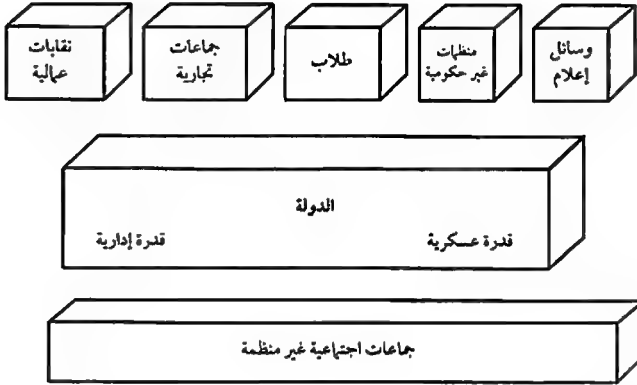 وسائل
إعلام
منظمات
غير حكومية
طلاب
جماعات
تجارية
نقابات
عمالية
الدولة
قدرة عسكرية
قدرة إدارية
جماعات اجتماعية غير منظمة